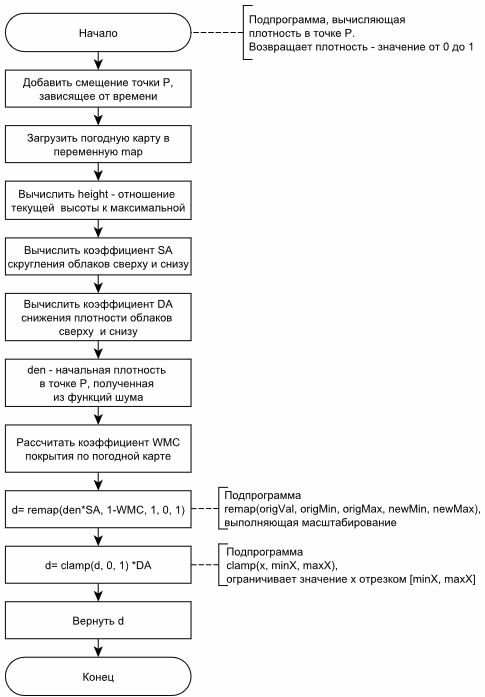 Начало
Подпрограмма, вычисляющая
плотность в точке P.
Возвращает плотность - значение от 0 до 1
Добавить смещение точки P,
зависящее от времени
Загрузить погодную карту в
переменную map
Вычислить height - отношение
текущей высоты к максимальной
Вычислить коэффициент SA
скругления облаков сверху и снизу
Вычислить коэффициент DA
снижения плотности облаков
сверху и снизу
den - начальная плотность
в точке P, полученная
из функций шума
Рассчитать коэффициент WMC
покрытия по погодной карте
d= remap(den*SA, 1-WMC, 1, 0, 1)
Подпрограмма
remap(origVal, origMin, origMax, newMin, newMax),
выполняющая масштабирование
d= clamp(d, 0, 1) *DA
Подпрограмма
clamp(x, minX, maxX),
ограничивает значение x отрезком [minX, maxX]
Вернуть d
Конец